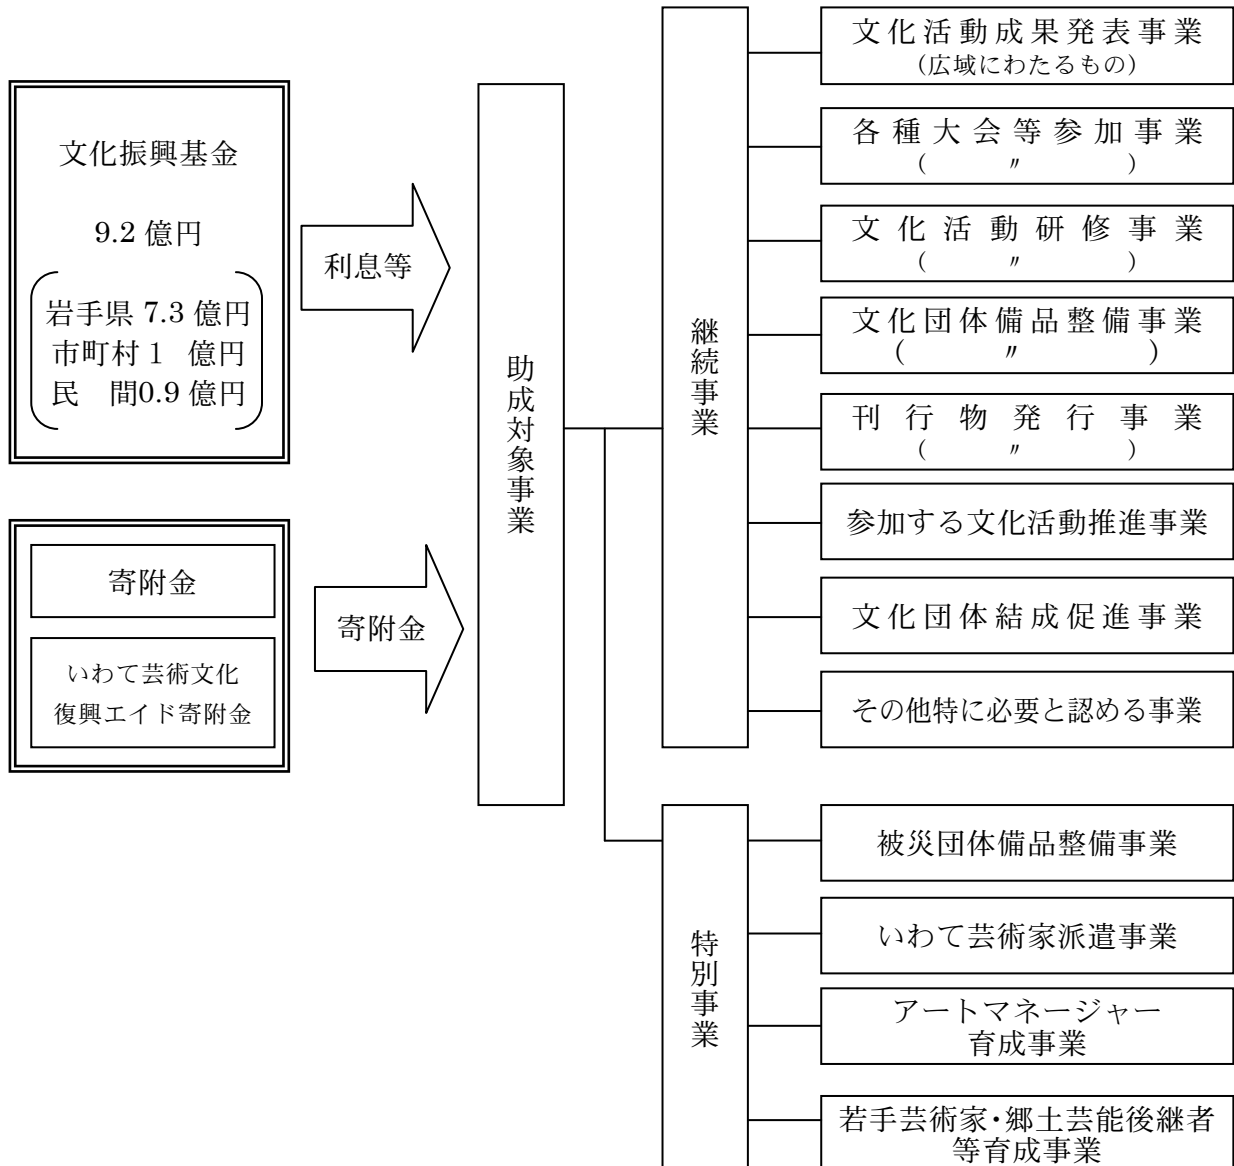 文化振興基金
9.2 億円
岩手県 7.3 億円
市町村 1 億円
民 間0.9 億円
利息等
寄附金
いわて芸術文化
復興エイド寄附金
寄附金
助成対象事業
継続事業
文化活動成果発表事業
(広域にわたるもの)
各種大会等参加事業
( 〃 )
文化活動研修事業
( 〃 )
文化団体備品整備事業
( 〃 )
刊行物発行事業
( 〃 )
参加する文化活動推進事業
文化団体結成促進事業
その他特に必要と認める事業
特別事業
被災団体備品整備事業
いわて芸術家派遣事業
アートマネージャー
育成事業
若手芸術家・郷土芸能後継者
等育成事業